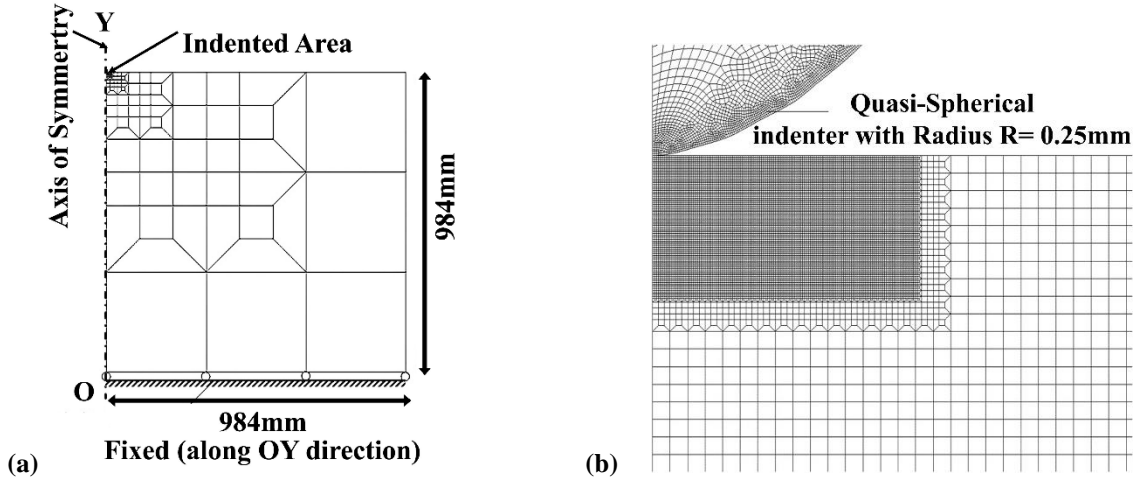 Y
Axis of Symmertry
Indented Area
984mm
O
984mm
Fixed (along OY direction)
(a)
Quasi-Spherical
indenter with Radius R= 0.25mm
(b)